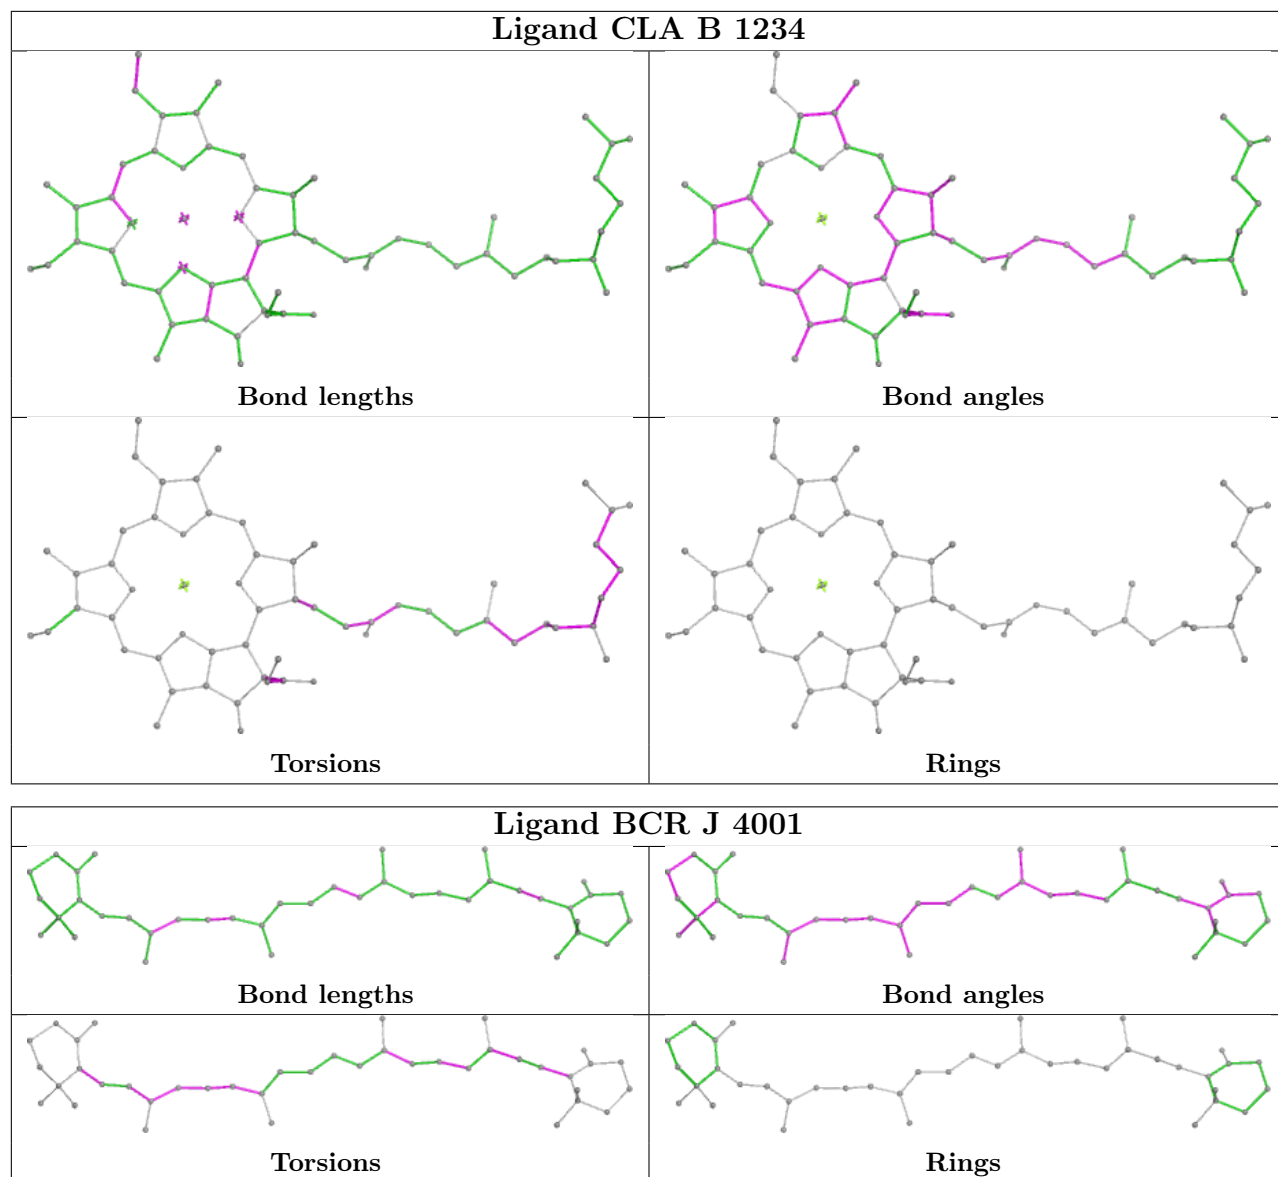 Ligand CLA B 1234
Bond lengths
Bond angles
Torsions
Rings
Ligand BCR J 4001
Bond lengths
Bond angles
Torsions
Rings